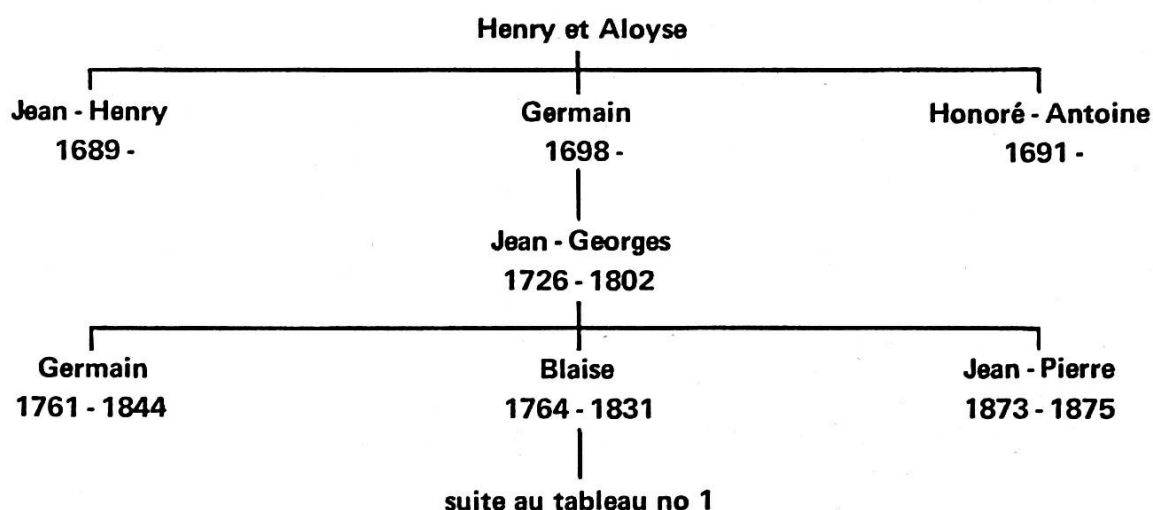 Henry et Aloyse
Jean - Henry Germain Honoré - Antoine
1689 - 1698 - 1691 -
Jean - Georges
1726 - 1802
Germain Blaise Jean - Pierre
1761 - 1844 1764 - 1831 1873 - 1875
suite au tableau no 1